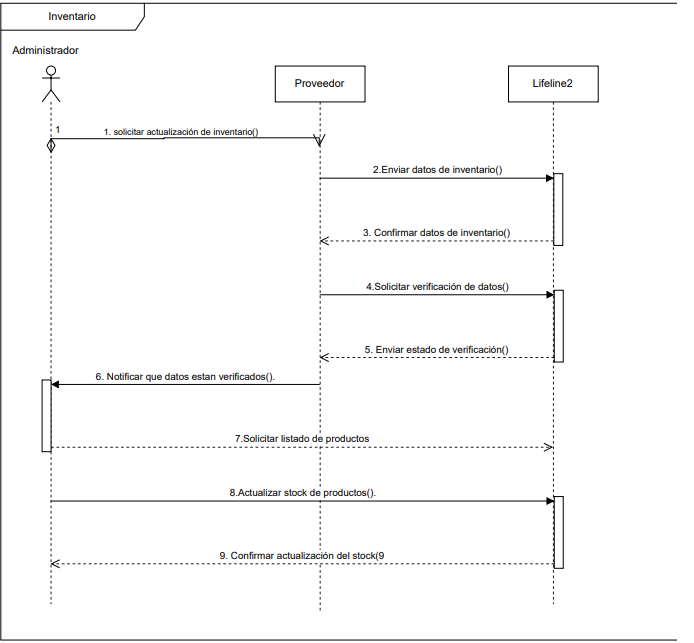 Inventario
Administrador
Proveedor
Lifeline2
1
1. solicitar actualización de inventario()
2.Enviar datos de inventario()
3. Confirmar datos de inventario()
4.Solicitar verificación de datos()
5. Enviar estado de verificación()
6. Notificar que datos estan verificados().
7.Solicitar listado de productos
8.Actualizar stock de productos().
9. Confirmar actualización del stock(9